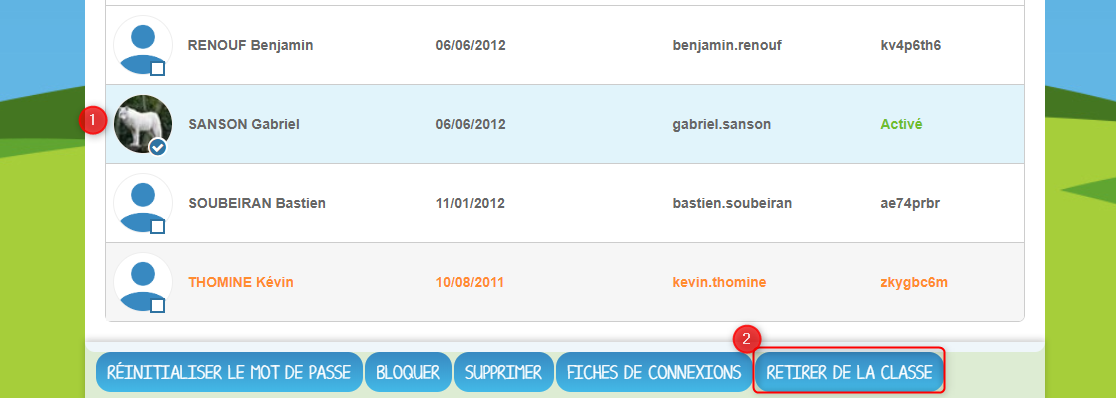 RENOUF Benjamin 06/06/2012 benjamin.renouf kv4p6th6
1 SANSON Gabriel 06/06/2012 gabriel.sanson Activé
SOUBEIRAN Bastien 11/01/2012 bastien.soubeiran ae74prbr
THOMINE Kévin 10/08/2011 kevin.thomine zkygbc6m
2
RÉINITIALISER LE MOT DE PASSE BLOQUER SUPPRIMER FICHES DE CONNEXIONS RETIRER DE LA CLASSE